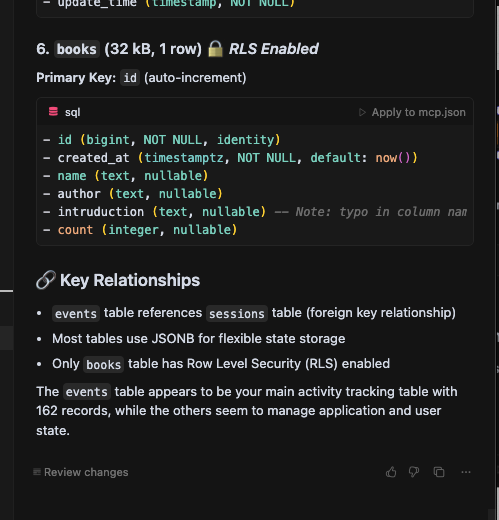 - update_time (timestamp, NOT NULL)
6. books (32 kB, 1 row) 🔒 RLS Enabled
Primary Key: id (auto-increment)
sql
Apply to mcp.json
- id (bigint, NOT NULL, identity)
- created_at (timestamptz, NOT NULL, default: now())
- name (text, nullable)
- author (text, nullable)
- intruduction (text, nullable) -- Note: typo in column nam
- count (integer, nullable)
🔗 Key Relationships
• events table references sessions table (foreign key relationship)
• Most tables use JSONB for flexible state storage
• Only books table has Row Level Security (RLS) enabled
The events table appears to be your main activity tracking table with
162 records, while the others seem to manage application and user
state.
Review changes